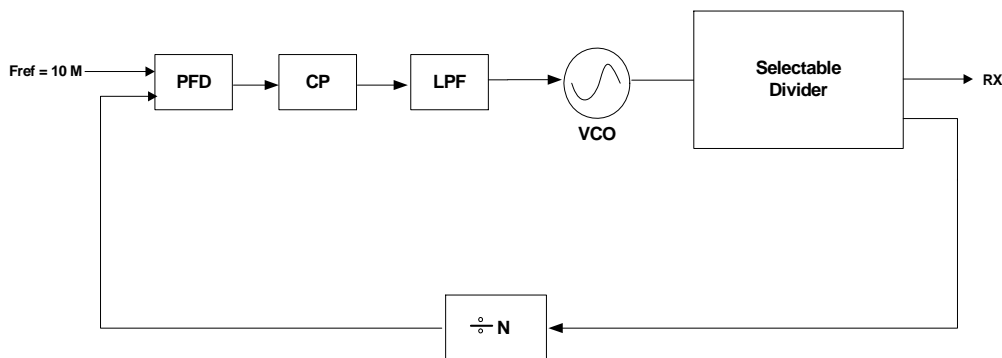 Fref = 10 M
PFD
CP
LPF
VCO
Selectable
Divider
RX
÷ N